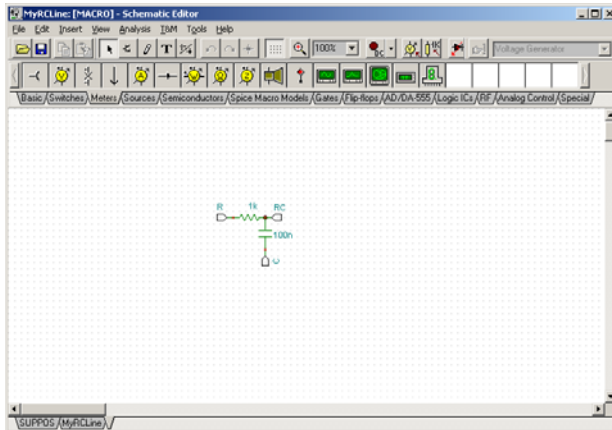 MyRCLine: [MACRO] - Schematic Editor
File Edit Insert View Analysis T&M Tools Help
T 100% DC Voltage Generator
Basic Switches Meters Sources Semiconductors Spice Macro Models Gates Flip-flops AD/DA-555 Logic ICs RF Analog Control Special
R 1k RC
100n
C
SUPPOS MyRCLine